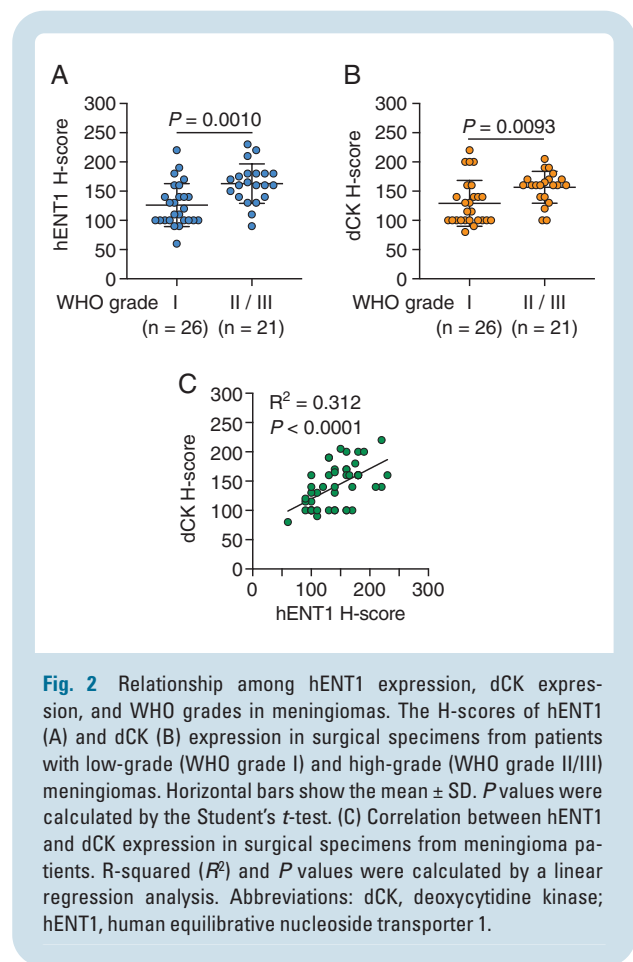 A
B
hENT1 H-score
300
250
200
150
100
50
0
P = 0.0010
WHO grade I II / III
(n = 26) (n = 21)
dCK H-score
300
250
200
150
100
50
0
P = 0.0093
WHO grade I II / III
(n = 26) (n = 21)
C
dCK H-score
300
250
200
150
100
50
0
R² = 0.312
P < 0.0001
0 100 200 300
hENT1 H-score
Fig. 2 Relationship among hENT1 expression, dCK expres-
sion, and WHO grades in meningiomas. The H-scores of hENT1
(A) and dCK (B) expression in surgical specimens from patients
with low-grade (WHO grade I) and high-grade (WHO grade II/III)
meningiomas. Horizontal bars show the mean ± SD. P values were
calculated by the Student’s t-test. (C) Correlation between hENT1
and dCK expression in surgical specimens from meningioma pa-
tients. R-squared (R²) and P values were calculated by a linear
regression analysis. Abbreviations: dCK, deoxycytidine kinase;
hENT1, human equilibrative nucleoside transporter 1.